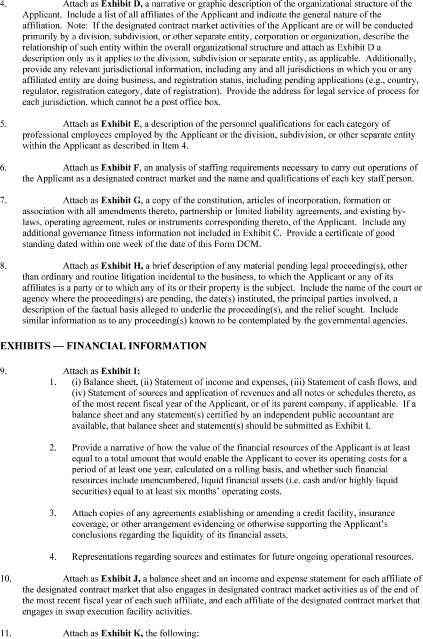 4. Attach as Exhibit D, a narrative or graphic description of the organizational structure of the
Applicant. Include a list of all affiliates of the Applicant and indicate the general nature of the
affiliation. Note: If the designated contract market activities of the Applicant are or will be conducted
primarily by a division, subdivision, or other separate entity, corporation or organization, describe the
relationship of such entity within the overall organizational structure and attach as Exhibit D a
description only as it applies to the division, subdivision or separate entity, as applicable. Additionally,
provide any relevant jurisdictional information, including any and all jurisdictions in which you or any
affiliated entity are doing business, and registration status, including pending applications (e.g., country,
regulator, registration category, date of registration). Provide the address for legal service of process for
each jurisdiction, which cannot be a post office box.
5. Attach as Exhibit E, a description of the personnel qualifications for each category of
professional employees employed by the Applicant or the division, subdivision, or other separate entity
within the Applicant as described in Item 4.
6. Attach as Exhibit F, an analysis of staffing requirements necessary to carry out operations of
the Applicant as a designated contract market and the name and qualifications of each key staff person.
7. Attach as Exhibit G, a copy of the constitution, articles of incorporation, formation or
association with all amendments thereto, partnership or limited liability agreements, and existing by-
laws, operating agreement, rules or instruments corresponding thereto, of the Applicant. Include any
additional governance fitness information not included in Exhibit C. Provide a certificate of good
standing dated within one week of the date of this Form DCM.
8. Attach as Exhibit H, a brief description of any material pending legal proceeding(s), other
than ordinary and routine litigation incidental to the business, to which the Applicant or any of its
affiliates is a party or to which any of its or their property is the subject. Include the name of the court or
agency where the proceeding(s) are pending, the date(s) instituted, the principal parties involved, a
description of the factual basis alleged to underlie the proceeding(s), and the relief sought. Include
similar information as to any proceeding(s) known to be contemplated by the governmental agencies.
EXHIBITS — FINANCIAL INFORMATION
9. Attach as Exhibit I:
1. (i) Balance sheet, (ii) Statement of income and expenses, (iii) Statement of cash flows, and
(iv) Statement of sources and application of revenues and all notes or schedules thereto, as
of the most recent fiscal year of the Applicant, or of its parent company, if applicable. If a
balance sheet and any statement(s) certified by an independent public accountant are
available, that balance sheet and statement(s) should be submitted as Exhibit I.
2. Provide a narrative of how the value of the financial resources of the Applicant is at least
equal to a total amount that would enable the Applicant to cover its operating costs for a
period of at least one year, calculated on a rolling basis, and whether such financial
resources include unencumbered, liquid financial assets (i.e. cash and/or highly liquid
securities) equal to at least six months' operating costs.
3. Attach copies of any agreements establishing or amending a credit facility, insurance
coverage, or other arrangement evidencing or otherwise supporting the Applicant's
conclusions regarding the liquidity of its financial assets.
4. Representations regarding sources and estimates for future ongoing operational resources.
10. Attach as Exhibit J, a balance sheet and an income and expense statement for each affiliate of
the designated contract market that also engages in designated contract market activities as of the end of
the most recent fiscal year of each such affiliate, and each affiliate of the designated contract market that
engages in swap execution facility activities.
11. Attach as Exhibit K, the following: